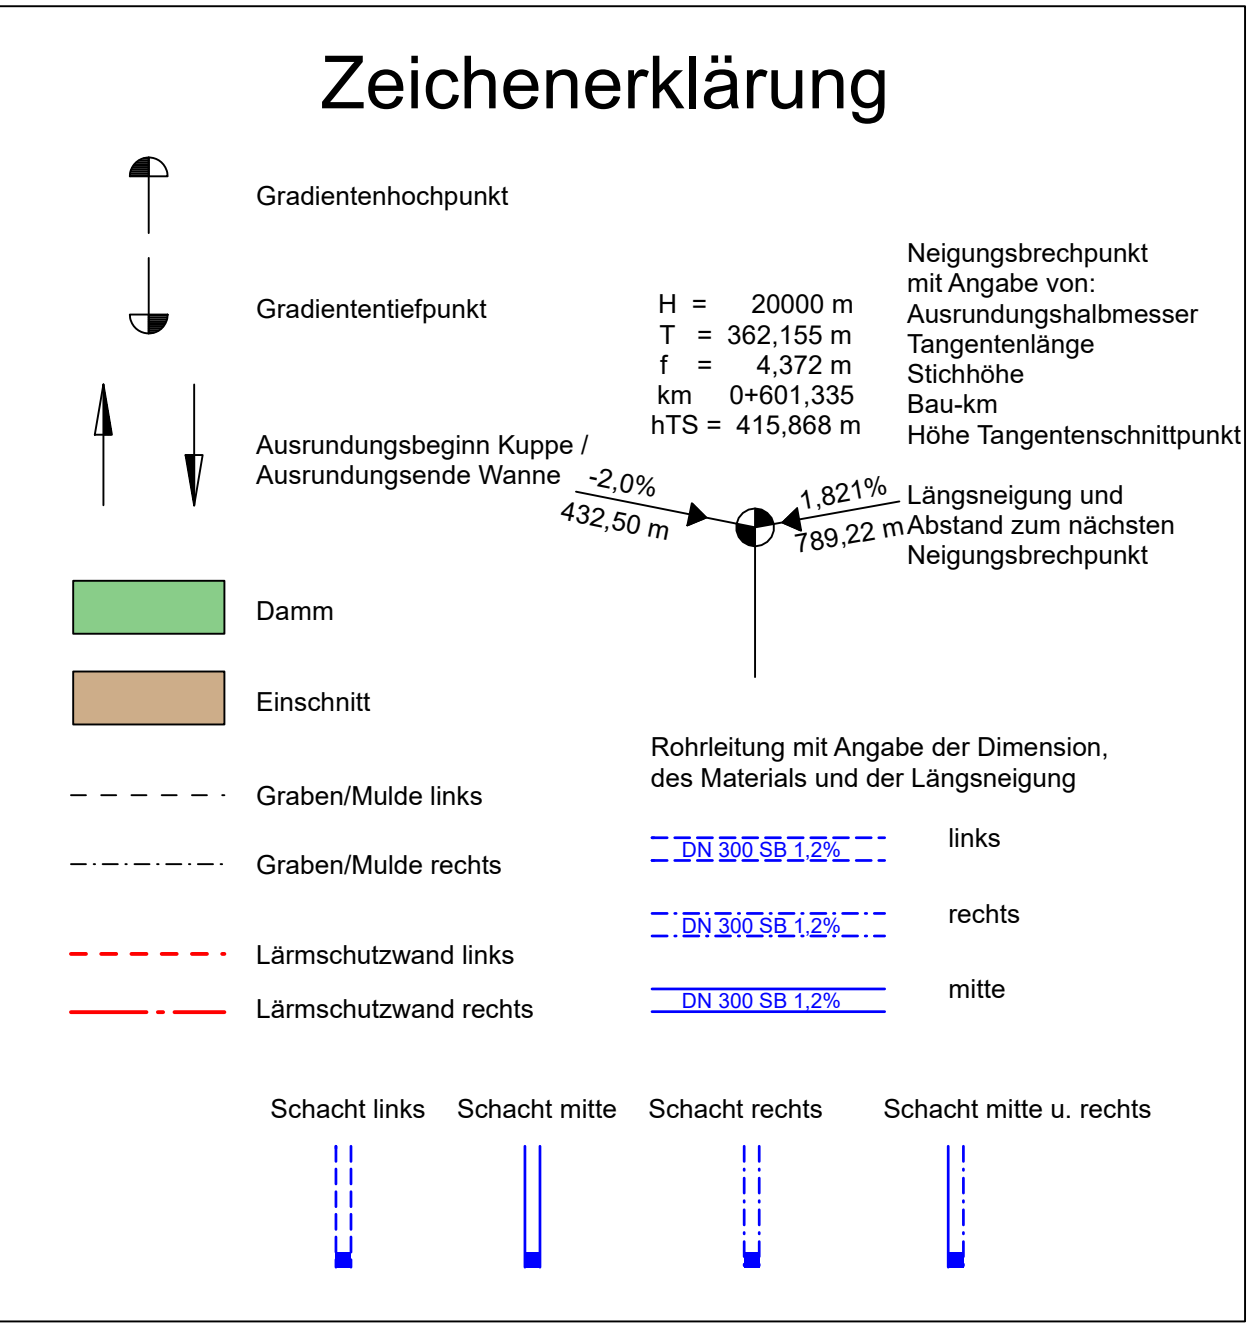 Zeichenerklärung
Gradientenhochpunkt
Gradiententiefpunkt
Ausrundungsbeginn Kuppe /
Ausrundungsende Wanne
H = 20000 m
T = 362,155 m
f = 4,372 m
km 0+601,335
hTS = 415,868 m
Neigungsbrechpunkt
mit Angabe von:
Ausrundungshalbmesser
Tangentenlänge
Stichhöhe
Bau-km
Höhe Tangentenschnittpunkt
-2,0%
432,50 m
1,821%
789,22 m
Längsneigung und
Abstand zum nächsten
Neigungsbrechpunkt
Damm
Einschnitt
Graben/Mulde links
Graben/Mulde rechts
Lärmschutzwand links
Lärmschutzwand rechts
Rohrleitung mit Angabe der Dimension,
des Materials und der Längsneigung
DN 300 SB 1,2% links
DN 300 SB 1,2% rechts
DN 300 SB 1,2% mitte
Schacht links Schacht mitte Schacht rechts Schacht mitte u. rechts